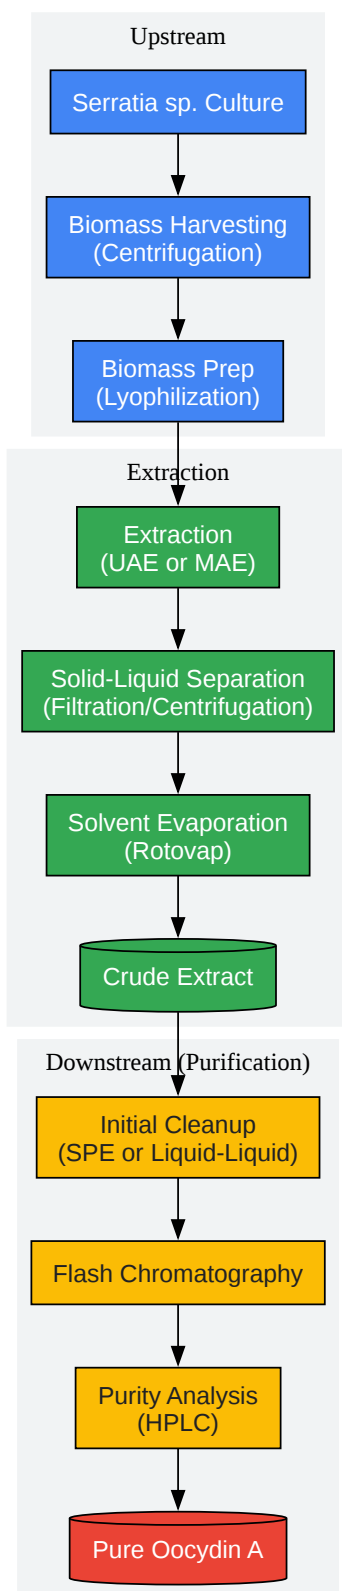 Upstream
Serratia sp. Culture
Biomass Harvesting
(Centrifugation)
Biomass Prep
(Lyophilization)
Extraction
Extraction
(UAE or MAE)
Solid-Liquid Separation
(Filtration/Centrifugation)
Solvent Evaporation
(Rotovap)
Crude Extract
Downstream (Purification)
Initial Cleanup
(SPE or Liquid-Liquid)
Flash Chromatography
Purity Analysis
(HPLC)
Pure Oocydin A